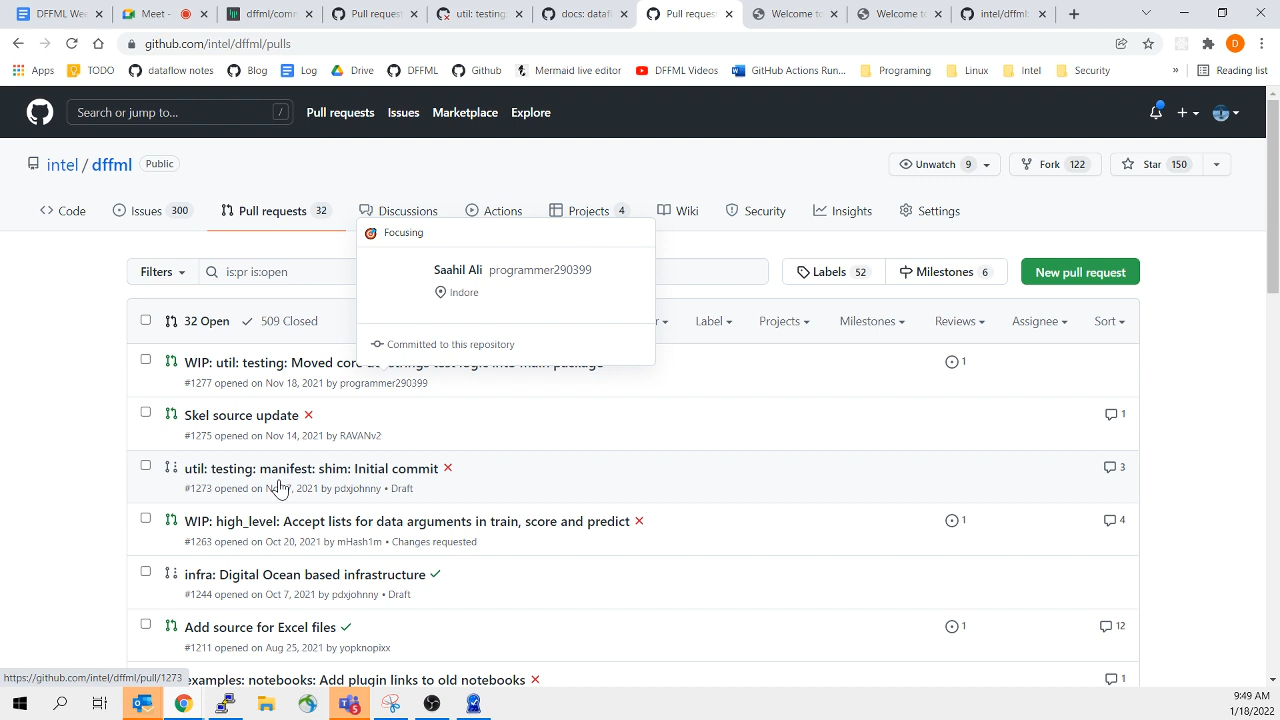 DFFML Wee
Meet -
dffml/com
Pull reques
util: testing:
docs: datafl
Pull reques
Welcome
Welcome to
intel/dffml:
github.com/intel/dffml/pulls
Apps
TODO
dataflow notes
Blog
Log
Drive
DFFML
Github
Mermaid live editor
DFFML Videos
GitHub Actions Run...
Programing
Linux
Intel
Security
»
Reading list
Search or jump to...
/
Pull requests
Issues
Marketplace
Explore
intel / dffml
Public
Unwatch 9
Fork 122
Star 150
Code
Issues 300
Pull requests 32
Discussions
Actions
Projects 4
Wiki
Security
Insights
Settings
Focusing
Saahil Ali programmer290399
Indore
Committed to this repository
Filters
is:pr is:open
Labels 52
Milestones 6
New pull request
32 Open
509 Closed
Label
Projects
Milestones
Reviews
Assignee
Sort
WIP: util: testing: Moved
#1277 opened on Nov 18, 2021 by programmer290399
1
Skel source update
#1275 opened on Nov 14, 2021 by RAVANv2
1
util: testing: manifest: shim: Initial commit
#1273 opened on 2021 by pdxjohnny • Draft
3
WIP: high_level: Accept lists for data arguments in train, score and predict
#1263 opened on Oct 20, 2021 by mHash1m • Changes requested
1
4
infra: Digital Ocean based infrastructure
#1244 opened on Oct 7, 2021 by pdxjohnny • Draft
Add source for Excel files
#1211 opened on Aug 25, 2021 by yopknopixx
1
12
examples: notebooks: Add plugin links to old notebooks
1
https://github.com/intel/dffml/pull/1273
9:49 AM
1/18/2022